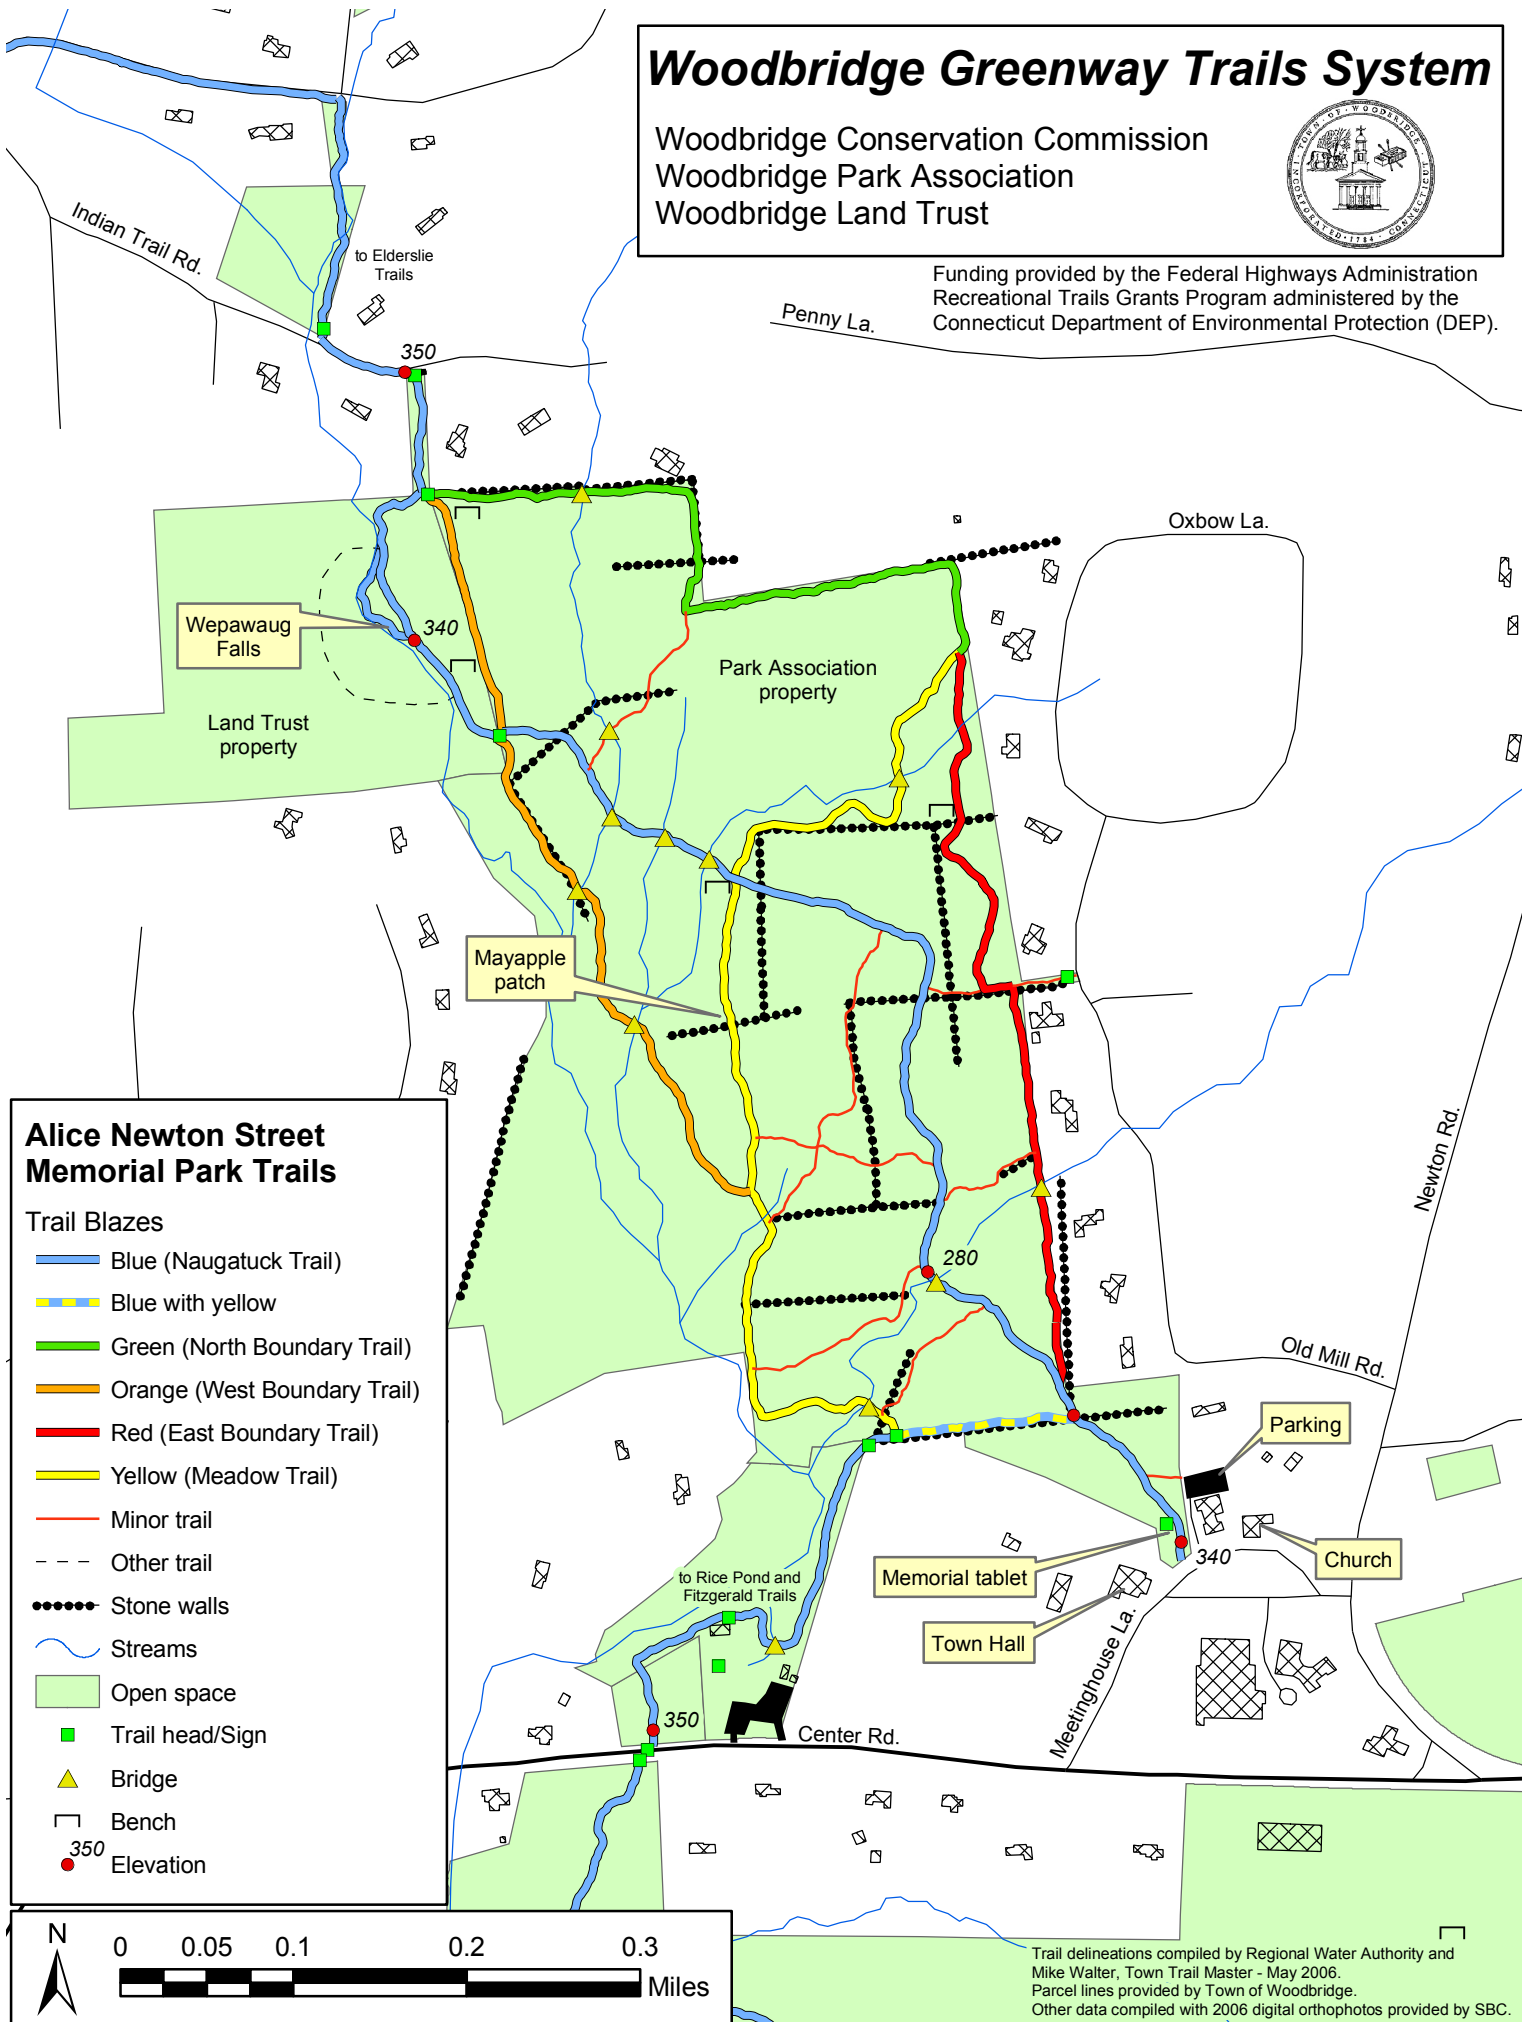 Woodbridge Greenway Trails System
Woodbridge Conservation Commission
Woodbridge Park Association
Woodbridge Land Trust
TOWN · OF · WOODBRIDGE · CONNECTICUT
INCORPORATED · 1784 ·
Funding provided by the Federal Highways Administration
Recreational Trails Grants Program administered by the
Connecticut Department of Environmental Protection (DEP).
Indian Trail Rd.
to Elderslie
Trails
Penny La.
350
Oxbow La.
Wepawaug
Falls
340
Park Association
property
Land Trust
property
Mayapple
patch
Newton Rd.
280
Old Mill Rd.
Parking
Church
340
Memorial tablet
Town Hall
Meetinghouse La.
to Rice Pond and
Fitzgerald Trails
350
Center Rd.
Alice Newton Street
Memorial Park Trails
Trail Blazes
Blue (Naugatuck Trail)
Blue with yellow
Green (North Boundary Trail)
Orange (West Boundary Trail)
Red (East Boundary Trail)
Yellow (Meadow Trail)
Minor trail
Other trail
Stone walls
Streams
Open space
Trail head/Sign
Bridge
Bench
350
Elevation
N
0 0.05 0.1 0.2 0.3
Miles
Trail delineations compiled by Regional Water Authority and
Mike Walter, Town Trail Master - May 2006.
Parcel lines provided by Town of Woodbridge.
Other data compiled with 2006 digital orthophotos provided by SBC.